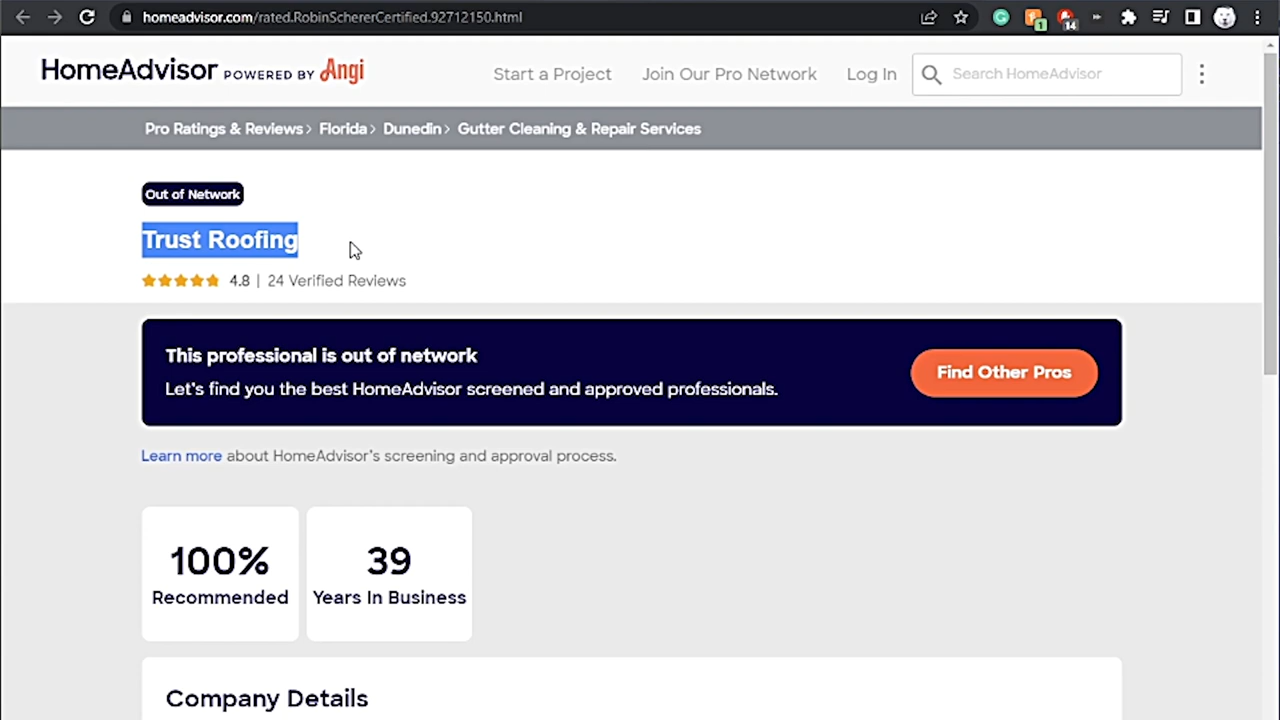 homeadvisor.com/rated.RobinSchererCertified.92712150.html
1
14
HomeAdvisor POWERED BY Angi
Start a Project
Join Our Pro Network
Log In
Search HomeAdvisor
Pro Ratings & Reviews > Florida > Dunedin > Gutter Cleaning & Repair Services
Out of Network
Trust Roofing
4.8 | 24 Verified Reviews
This professional is out of network
Let's find you the best HomeAdvisor screened and approved professionals.
Find Other Pros
Learn more about HomeAdvisor's screening and approval process.
100%
Recommended
39
Years In Business
Company Details